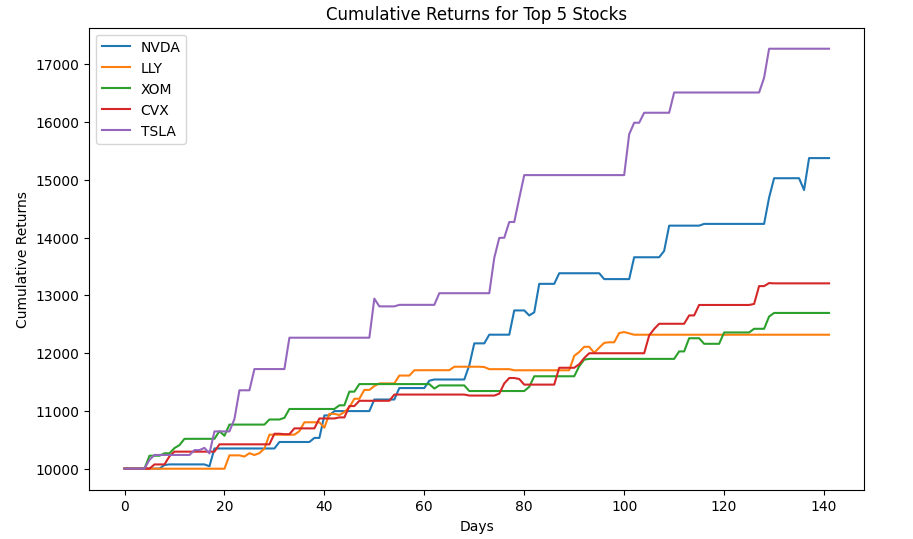 Cumulative Returns for Top 5 Stocks
NVDA
LLY
XOM
CVX
TSLA
Cumulative Returns
17000
16000
15000
14000
13000
12000
11000
10000
0 20 40 60 80 100 120 140
Days